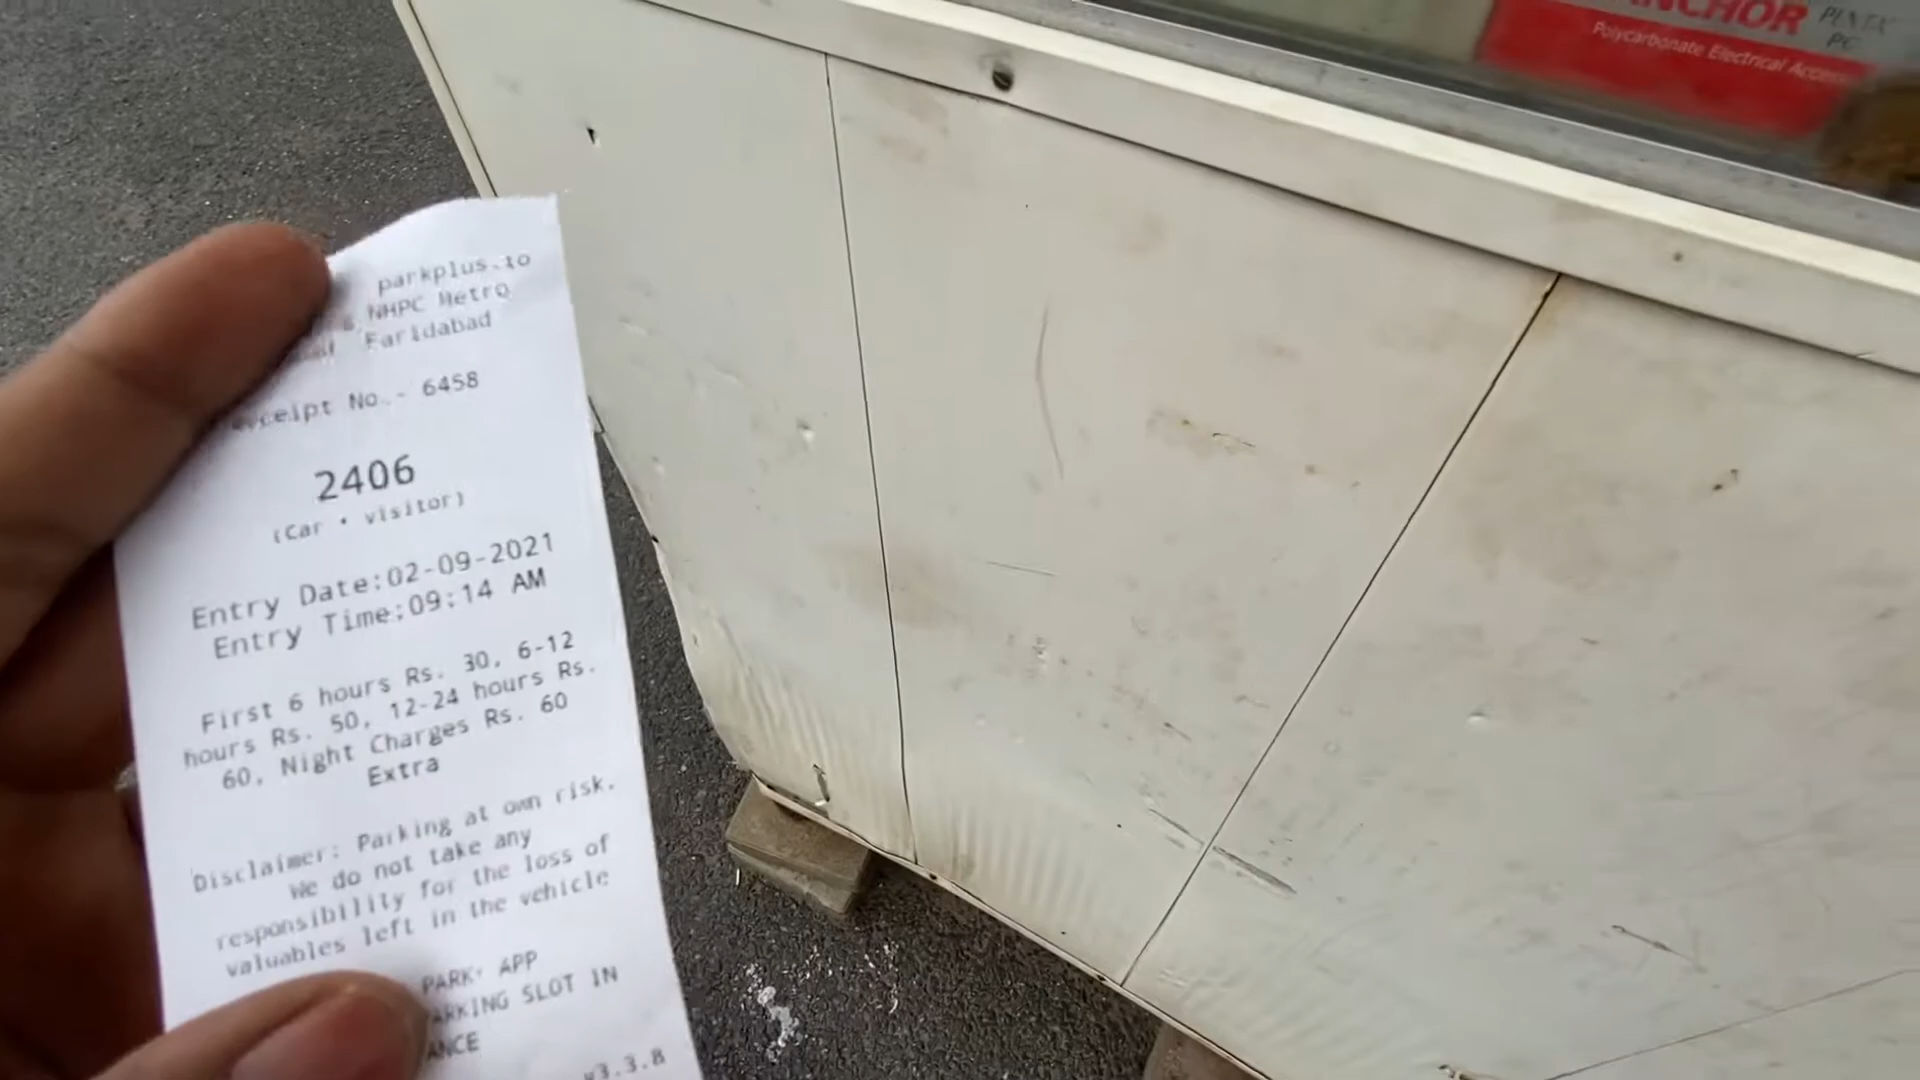 parkplus.io
NHPC Metro
Faridabad
Receipt No.- 6458
2406
(Car • visitor)
Entry Date:02-09-2021
Entry Time:09:14 AM
First 6 hours Rs. 30, 6-12
hours Rs. 50, 12-24 hours Rs.
60, Night Charges Rs. 60
Extra
Disclaimer: Parking at own risk.
We do not take any
responsibility for the loss of
valuables left in the vehicle
PARK+ APP
PARKING SLOT IN
v3.3.8
ANCHOR PENTA
PC
Polycarbonate Electrical